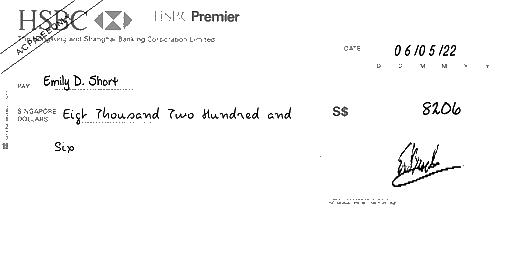 HSBC HSBC Premier
The Hongkong and Shanghai Banking Corporation Limited
A/C PAYEE ONLY
DATE 06/05/22
D D M M Y Y
PAY Emily D. Short
SINGAPORE DOLLARS Eigt Thousand Two Hundred and
S$ 8206
Six